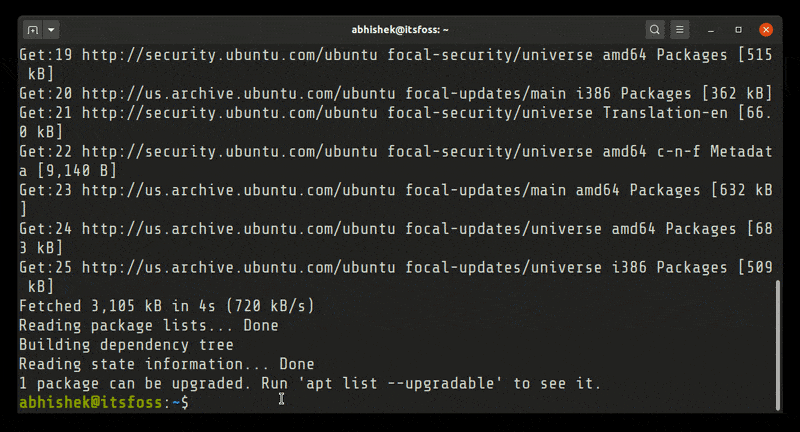 abhishek@itsfoss: ~
Get:19 http://security.ubuntu.com/ubuntu focal-security/universe amd64 Packages [515
 kB]
Get:20 http://us.archive.ubuntu.com/ubuntu focal-updates/main i386 Packages [362 kB]
Get:21 http://security.ubuntu.com/ubuntu focal-security/universe Translation-en [66.
0 kB]
Get:22 http://security.ubuntu.com/ubuntu focal-security/universe amd64 c-n-f Metadat
a [9,140 B]
Get:23 http://us.archive.ubuntu.com/ubuntu focal-updates/main amd64 Packages [632 kB
]
Get:24 http://us.archive.ubuntu.com/ubuntu focal-updates/universe amd64 Packages [68
3 kB]
Get:25 http://us.archive.ubuntu.com/ubuntu focal-updates/universe i386 Packages [509
 kB]
Fetched 3,105 kB in 4s (720 kB/s)
Reading package lists... Done
Building dependency tree
Reading state information... Done
1 package can be upgraded. Run 'apt list --upgradable' to see it.
abhishek@itsfoss:~$